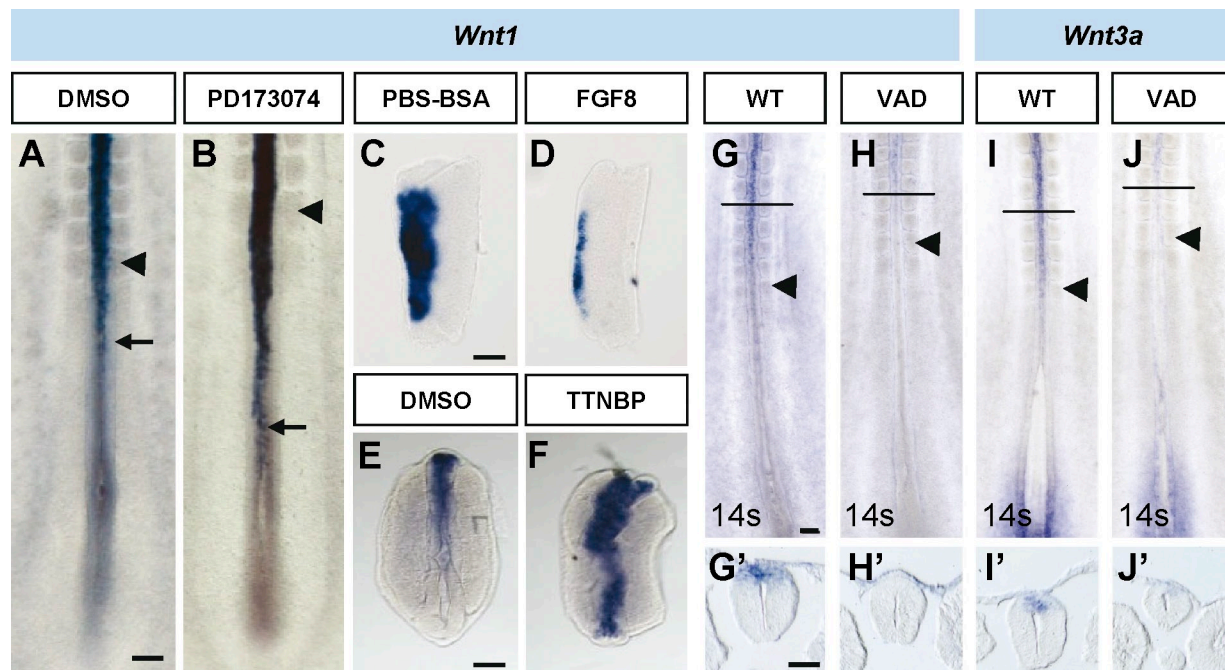 Wnt1 Wnt3a
DMSO PD173074 PBS-BSA FGF8 WT VAD WT VAD
A B C D G H I J
DMSO TTNBP
E F
14s 14s 14s 14s
G’ H’ I’ J’